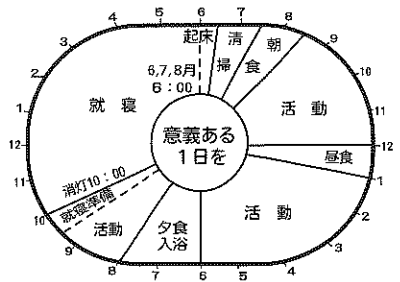 6
7
8
9
10
11
12
1
2
3
4
5
6
7
8
9
10
11
12
1
2
3
4
5
起床
清掃
朝食
活動
昼食
活動
夕食
入浴
活動
就寝準備
消灯10：00
就寝
6,7,8月
6：00
意義ある
1日を